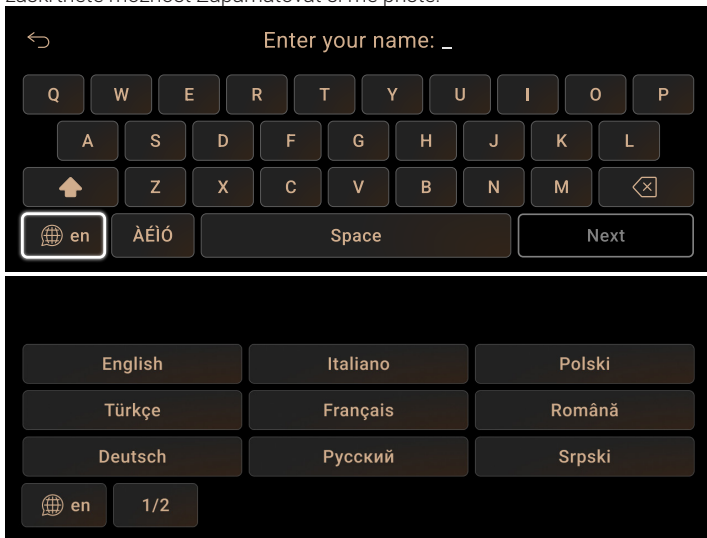 Enter your name: _
Q W E R T Y U I O P
A S D F G H J K L
Z X C V B N M
en ÀÉÌÓ Space Next
English Italiano Polski
Türkçe Français Română
Deutsch Русский Srpski
en 1/2